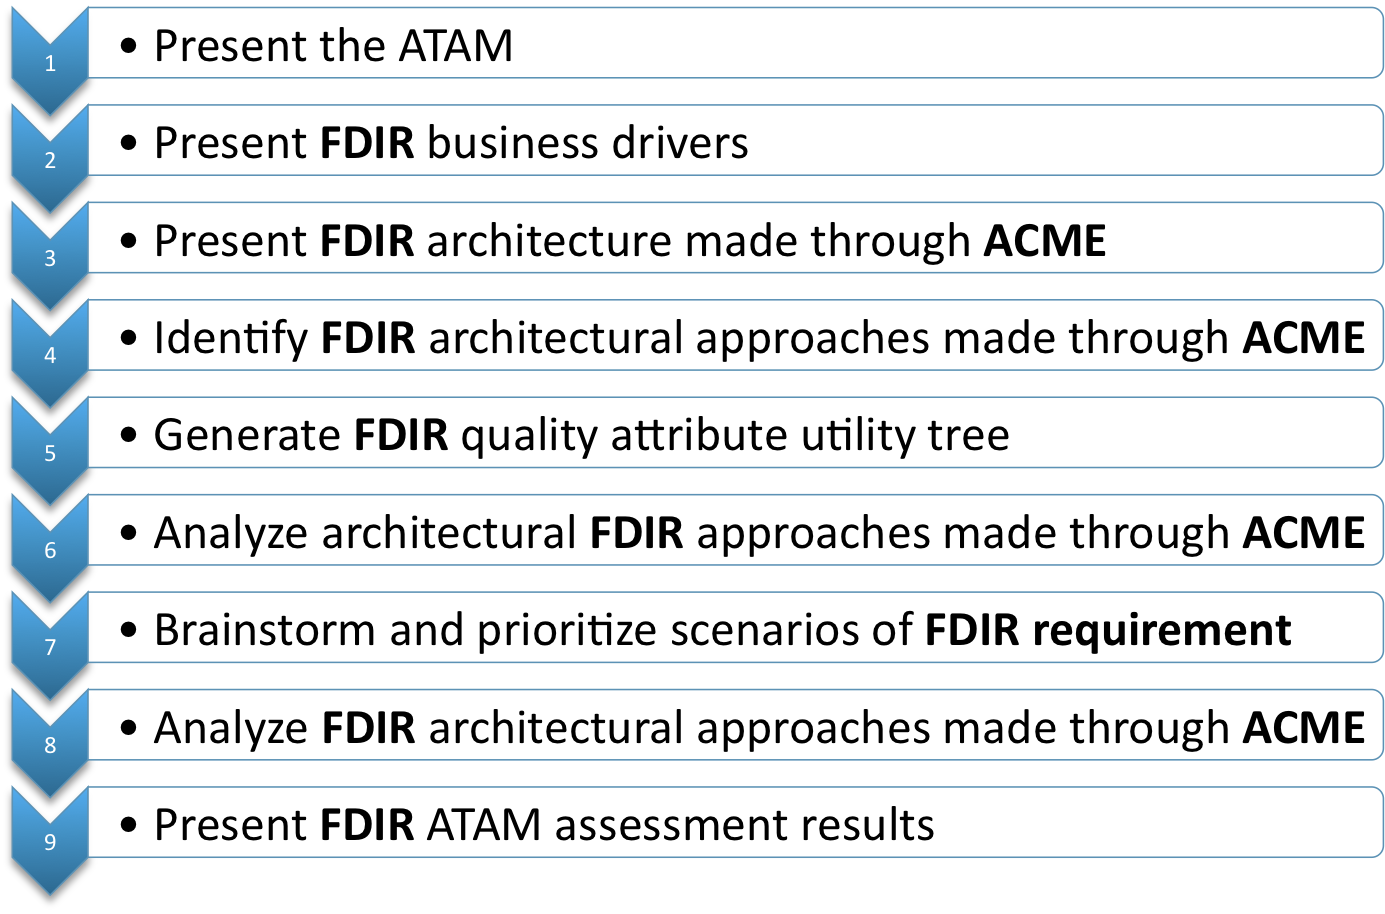 1 • Present the ATAM
2 • Present FDIR business drivers
3 • Present FDIR architecture made through ACME
4 • Identify FDIR architectural approaches made through ACME
5 • Generate FDIR quality attribute utility tree
6 • Analyze architectural FDIR approaches made through ACME
7 • Brainstorm and prioritize scenarios of FDIR requirement
8 • Analyze FDIR architectural approaches made through ACME
9 • Present FDIR ATAM assessment results